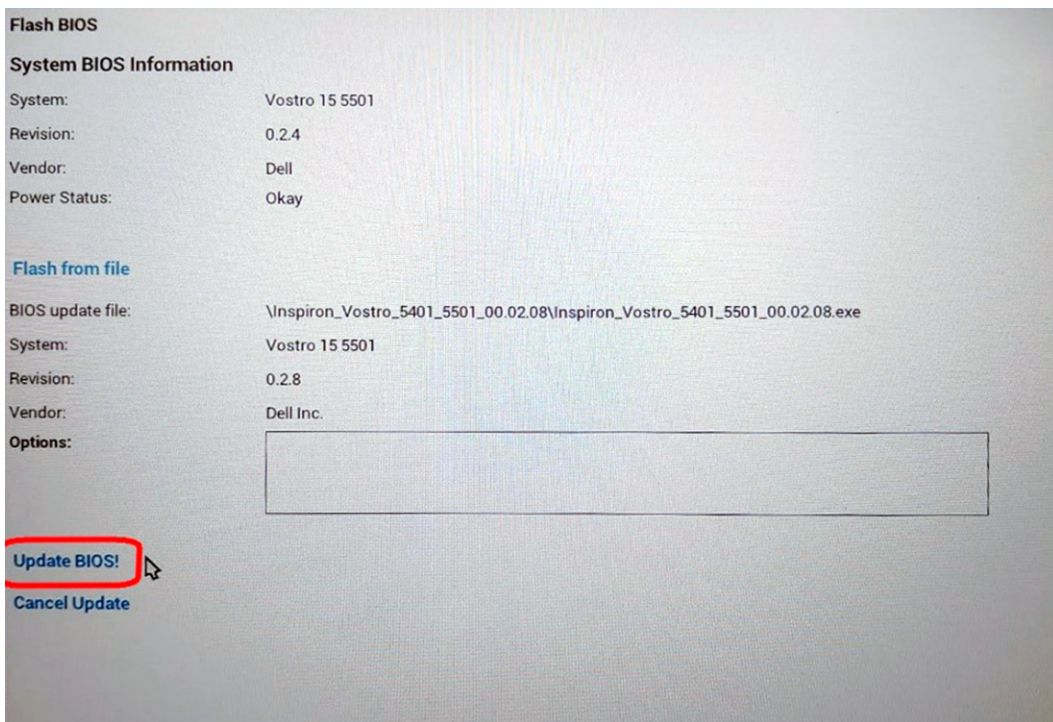 Flash BIOS
System BIOS Information
System: Vostro 15 5501
Revision: 0.2.4
Vendor: Dell
Power Status: Okay
Flash from file
BIOS update file: \Inspiron_Vostro_5401_5501_00.02.08\Inspiron_Vostro_5401_5501_00.02.08.exe
System: Vostro 15 5501
Revision: 0.2.8
Vendor: Dell Inc.
Options:
Update BIOS!
Cancel Update